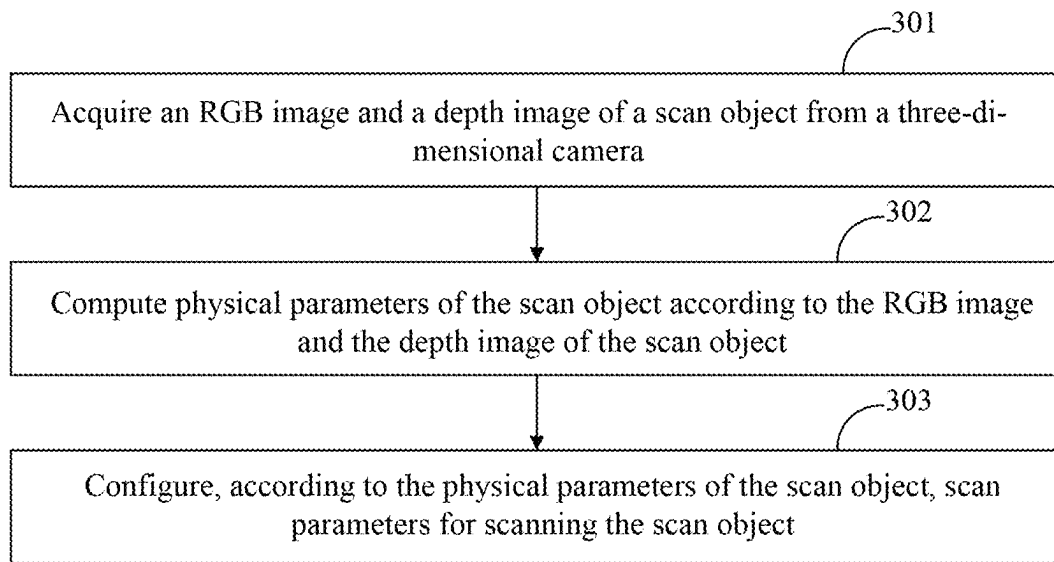 301
Acquire an RGB image and a depth image of a scan object from a three-di-
mensional camera
302
Compute physical parameters of the scan object according to the RGB image
and the depth image of the scan object
303
Configure, according to the physical parameters of the scan object, scan
parameters for scanning the scan object